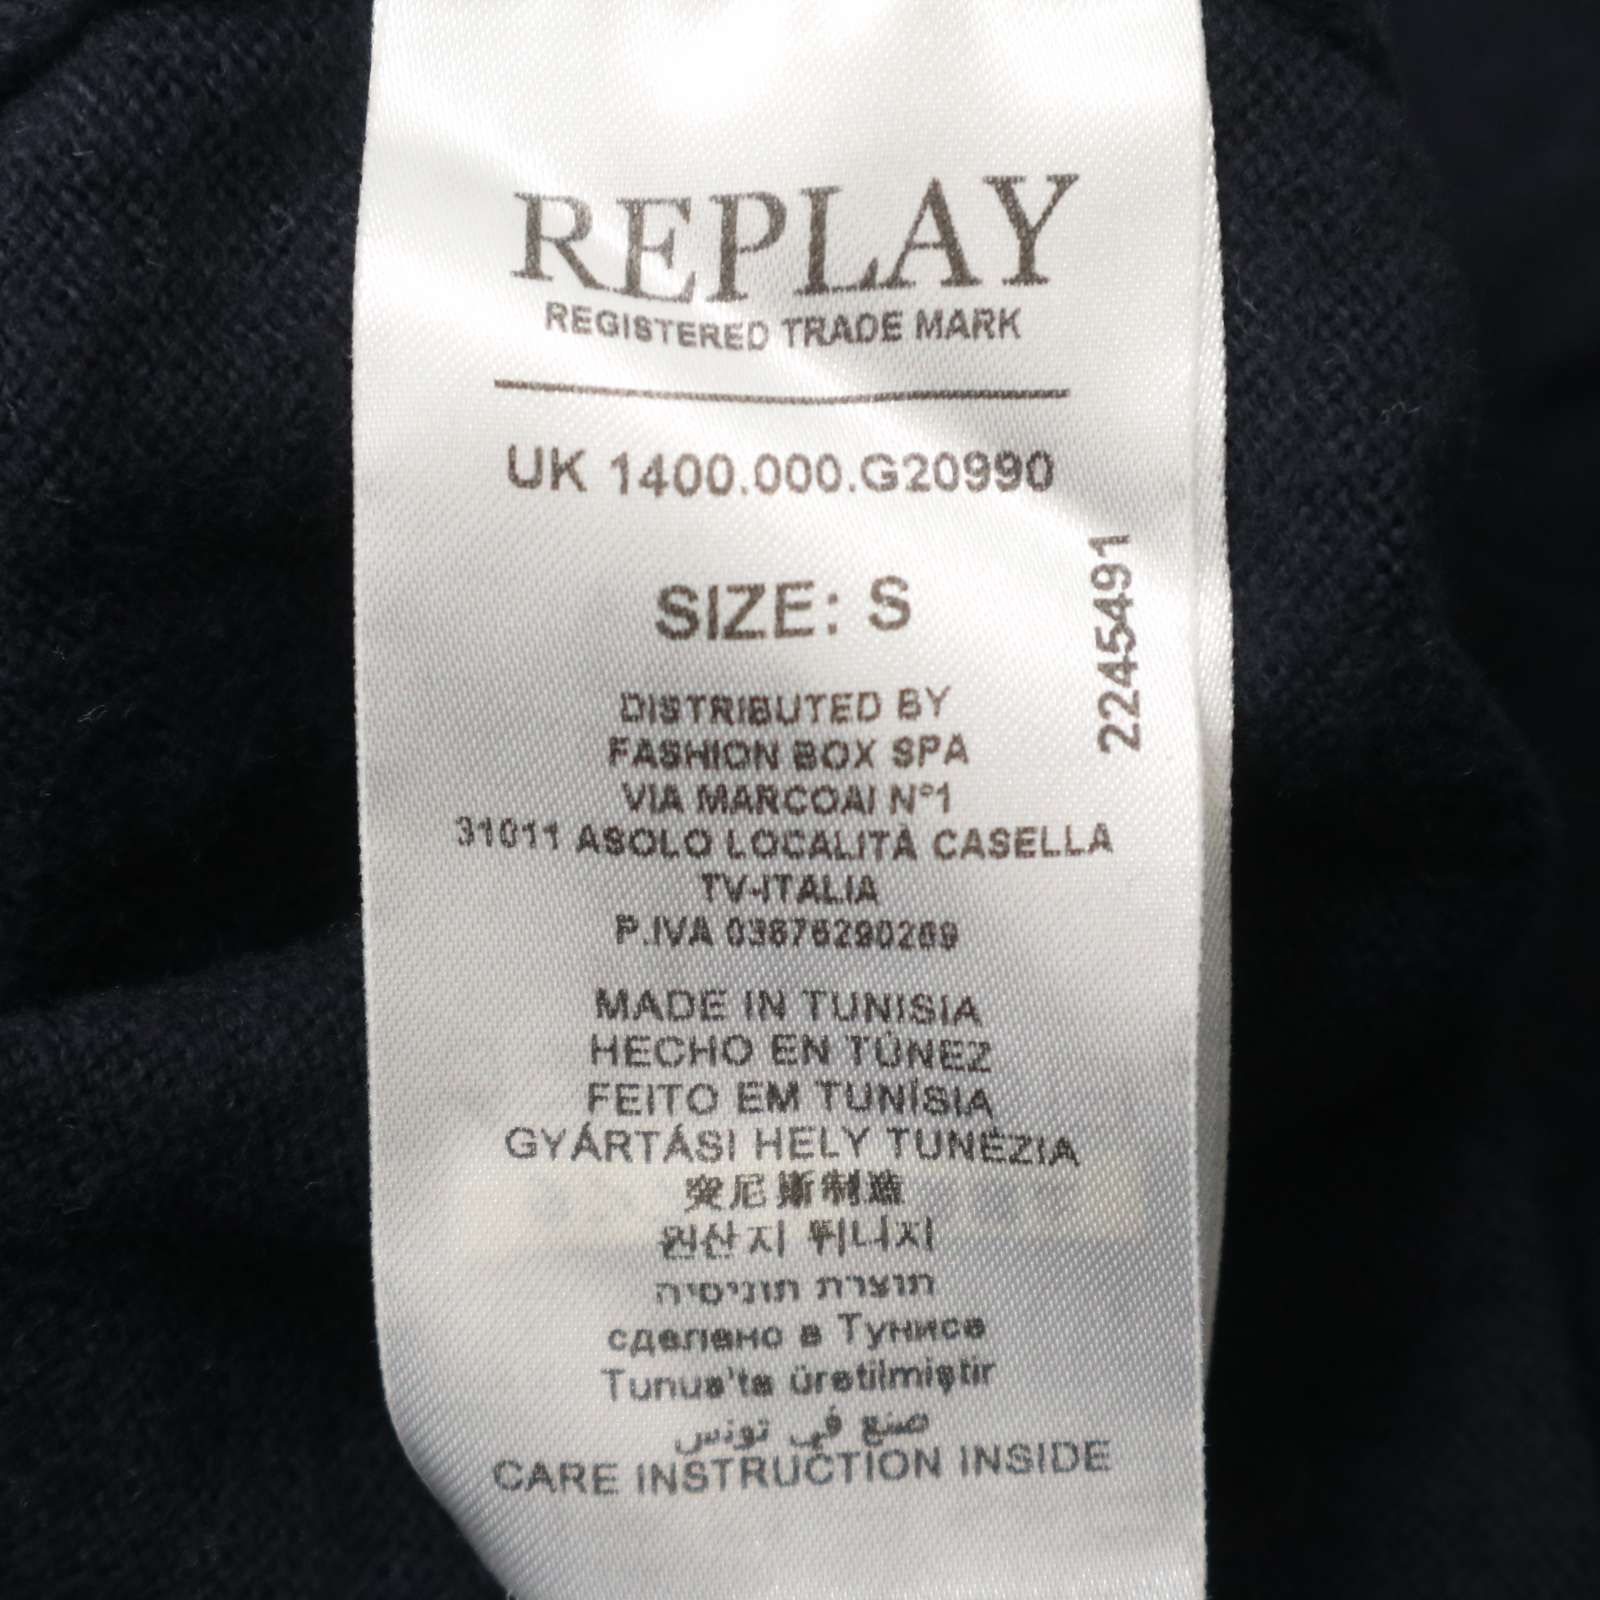 REPLAY
REGISTERED TRADE MARK
UK 1400.000.G20990
SIZE: S
2245491
DISTRIBUTED BY
FASHION BOX SPA
VIA MARCOAI N°1
31011 ASOLO LOCALITÀ CASELLA
TV-ITALIA
P.IVA
MADE IN TUNISIA
HECHO EN TÚNEZ
FEITO EM TUNÍSIA
GYÁRTÁSI HELY TUNÉZIA
突尼斯制造
원산지 튀니지
תוצרת תוניסיה
сделано в Тунисе
Tunus'ta üretilmiştir
صنع في تونس
CARE INSTRUCTION INSIDE